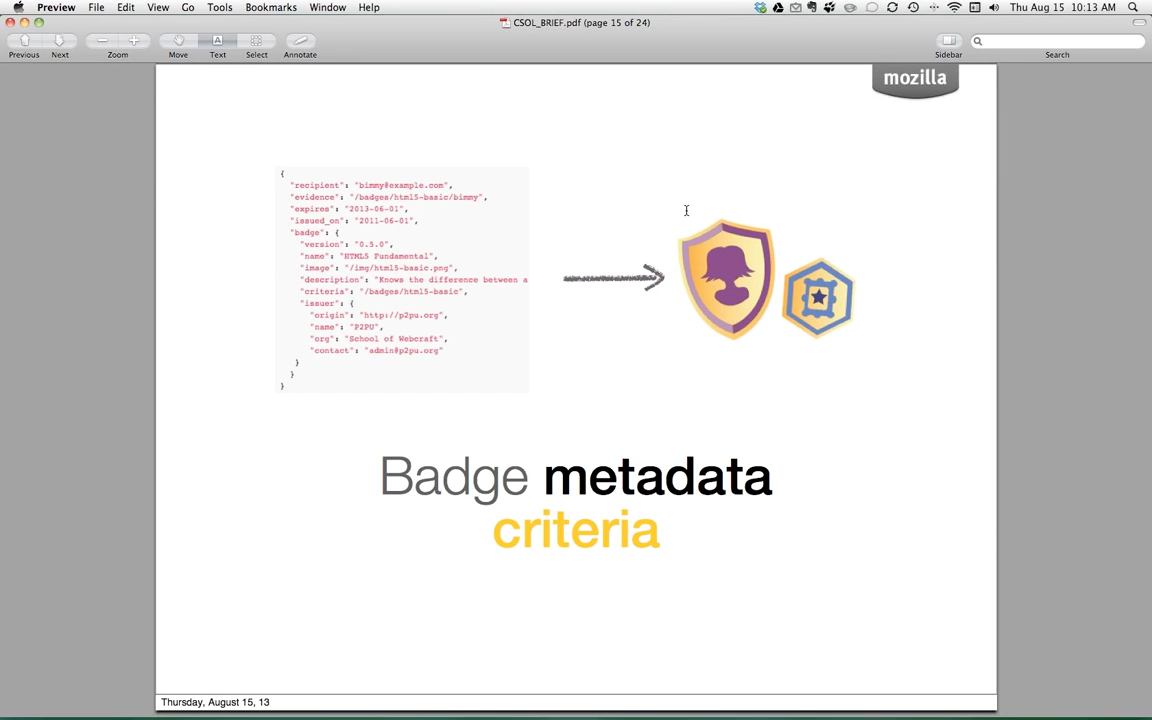 Preview File Edit View Go Tools Bookmarks Window Help Thu Aug 15 10:13 AM
CSOL_BRIEF.pdf (page 15 of 24)
Previous Next Zoom Move Text Select Annotate Sidebar Search
mozilla
{
"recipient": "bimmy@example.com",
"evidence": "/badges/html5-basic/bimmy",
"expires": "2013-06-01",
"issued_on": "2011-06-01",
"badge": {
"version": "0.5.0",
"name": "HTML5 Fundamental",
"image": "/img/html5-basic.png",
"description": "Knows the difference between a
"criteria": "/badges/html5-basic",
"issuer": {
"origin": "http://p2pu.org",
"name": "P2PU",
"org": "School of Webcraft",
"contact": "admin@p2pu.org"
}
}
}
Badge metadata
criteria
Thursday, August 15, 13